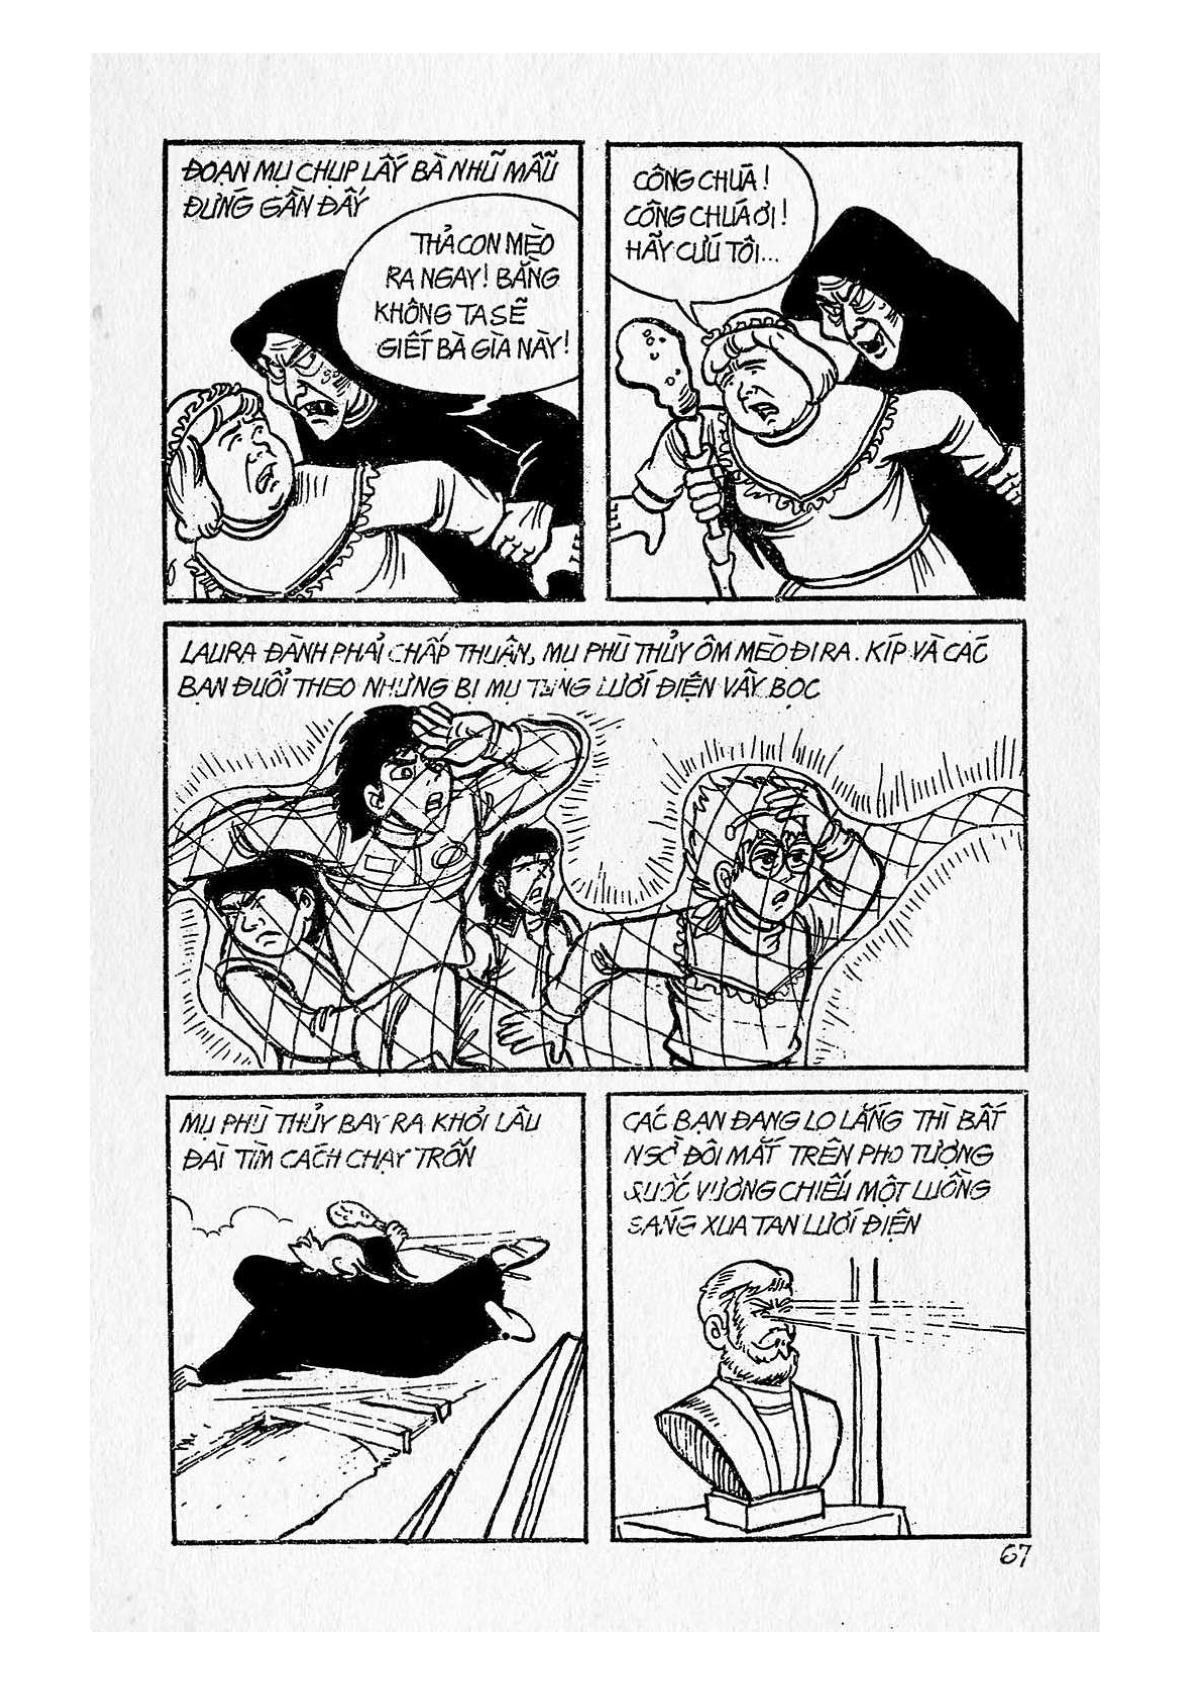 ĐOẠN MỤ CHỤP LẤY BÀ NHŨ MẪU
ĐỨNG GẦN ĐẤY
THẢ CON MÈO
RA NGAY! BẰNG
KHÔNG TA SẼ
GIẾT BÀ GÌA NÀY!
CÔNG CHUÁ!
CÔNG CHUÁ ƠI!
HÃY CỨU TÔI...
LAURA ĐÀNH PHẢI CHẤP THUẬN, MỤ PHÙ THỦY ÔM MÈO ĐI RA. KÍP VÀ CÁC
BẠN ĐUỔI THEO NHƯNG BỊ MỤ TUNG LƯỚI ĐIỆN VÂY BỌC
MỤ PHÙ THỦY BAY RA KHỎI LÂU
ĐÀI TÌM CÁCH CHẠY TRỐN
CÁC BẠN ĐANG LO LẮNG THÌ BẤT
NGỜ ĐÔI MẮT TRÊN PHO TƯỢNG
QUỐC VƯƠNG CHIẾU MỘT LUỒNG
SÁNG XUA TAN LƯỚI ĐIỆN
67